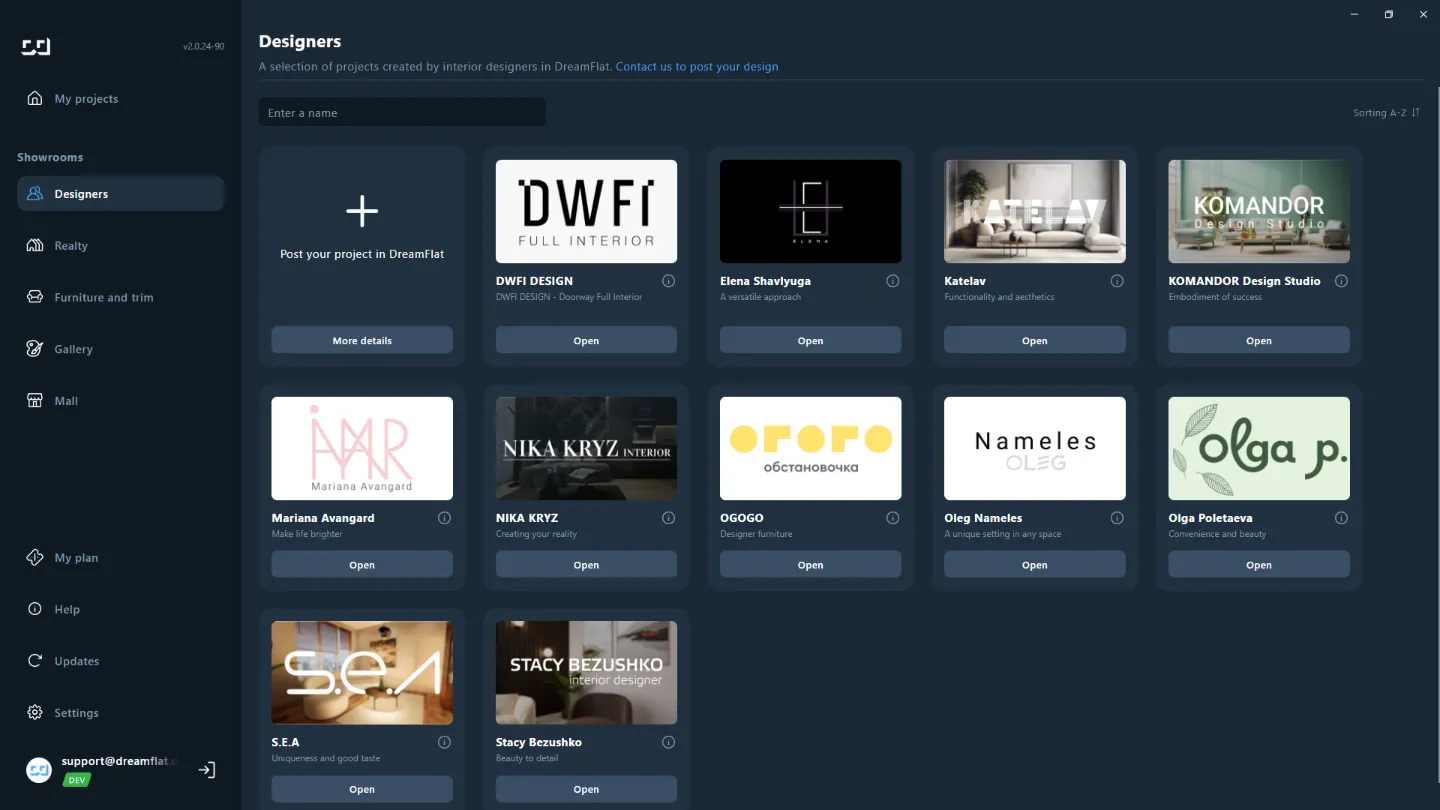 v2.0.24-90
My projects
Showrooms
Designers
Realty
Furniture and trim
Gallery
Mall
My plan
Help
Updates
Settings
support@dreamflat.
DEV
Designers
A selection of projects created by interior designers in DreamFlat. Contact us to post your design
Enter a name
Sorting A-Z
Post your project in DreamFlat
More details
DWFI
FULL INTERIOR
DWFI DESIGN
DWFI DESIGN - Doorway Full Interior
Open
ELENA
Elena Shavlyuga
A versatile approach
Open
KATELAV
Katelav
Functionality and aesthetics
Open
KOMANDOR
Design Studio
KOMANDOR Design Studio
Embodiment of success
Open
Mariana Avangard
Mariana Avangard
Make life brighter
Open
NIKA KRYZ INTERIOR
NIKA KRYZ
Creating your reality
Open
огого
обстановочка
OGOGO
Designer furniture
Open
Nameles
OLEG
Oleg Nameles
A unique setting in any space
Open
olga p.
Olga Poletaeva
Convenience and beauty
Open
S.e.A
S.E.A
Uniqueness and good taste
Open
STACY BEZUSHKO
interior designer
Stacy Bezushko
Beauty to detail
Open